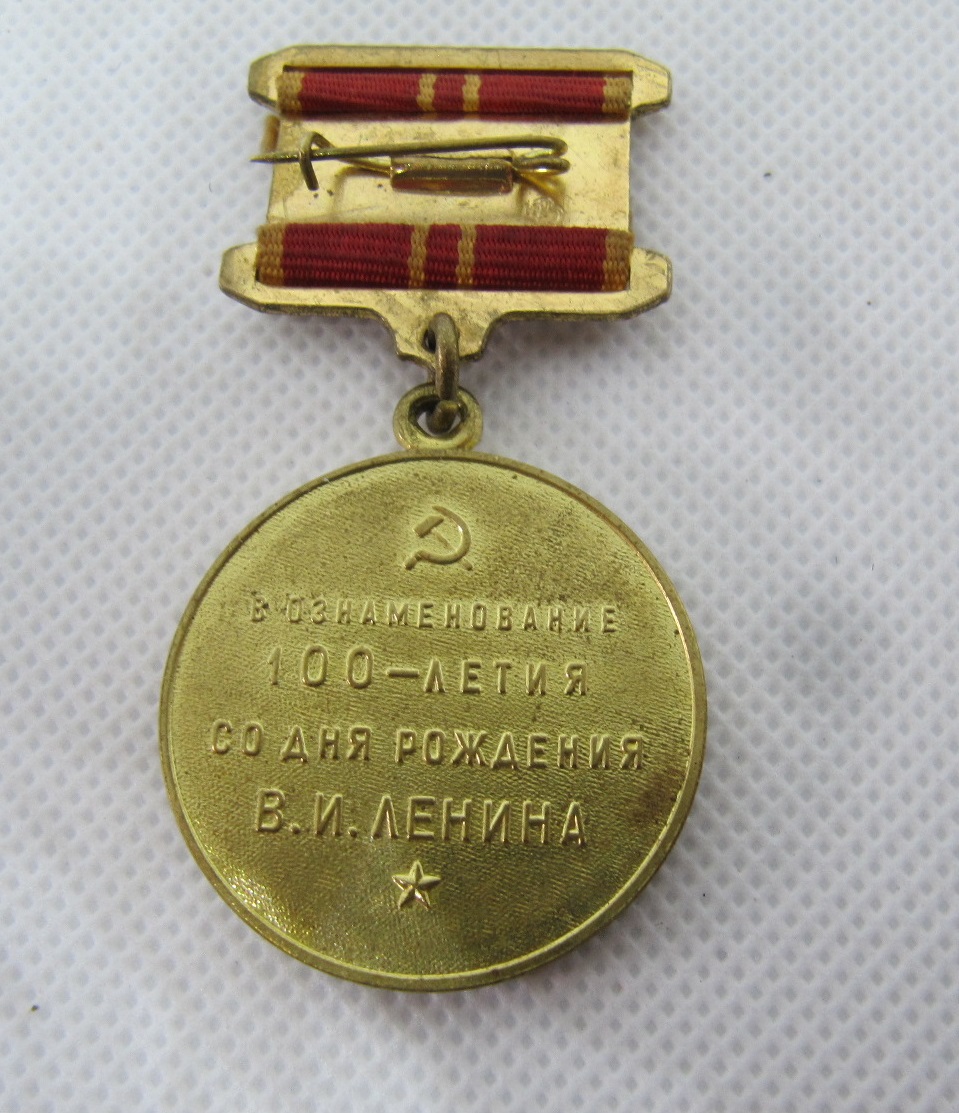 В ОЗНАМЕНОВАНИЕ
100-ЛЕТИЯ
СО ДНЯ РОЖДЕНИЯ
В.И.ЛЕНИНА